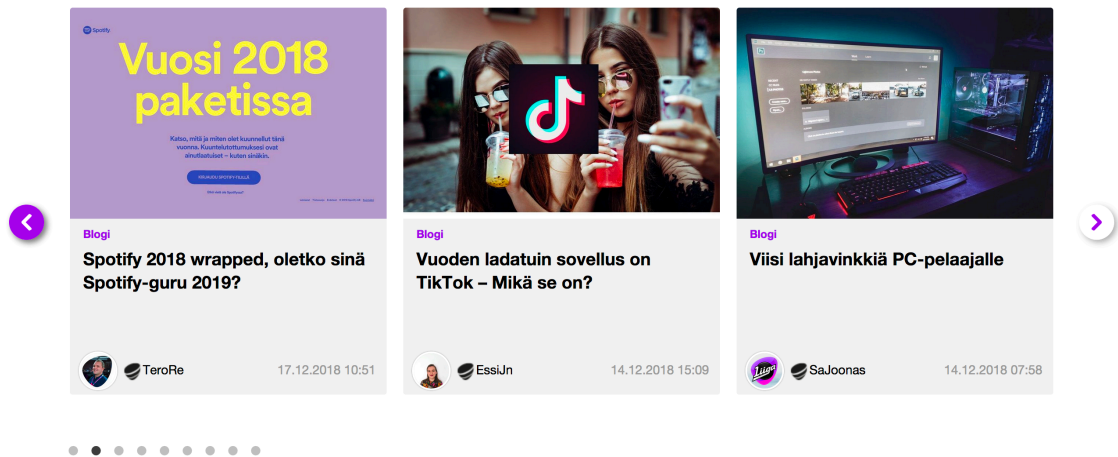 Spotify
Vuosi 2018
paketissa
Katso, mitä ja miten olet kuunnellut tänä
vuonna. Kuuntelutottumuksesi ovat
ainutlaatuiset – kuten sinäkin.
Blogi
Spotify 2018 wrapped, oletko sinä
Spotify-guru 2019?
TeroRe
17.12.2018 10:51
Blogi
Vuoden ladatuin sovellus on
TikTok – Mikä se on?
EssiJn
14.12.2018 15:09
Blogi
Viisi lahjavinkkiä PC-pelaajalle
Liiga
SaJoonas
14.12.2018 07:58